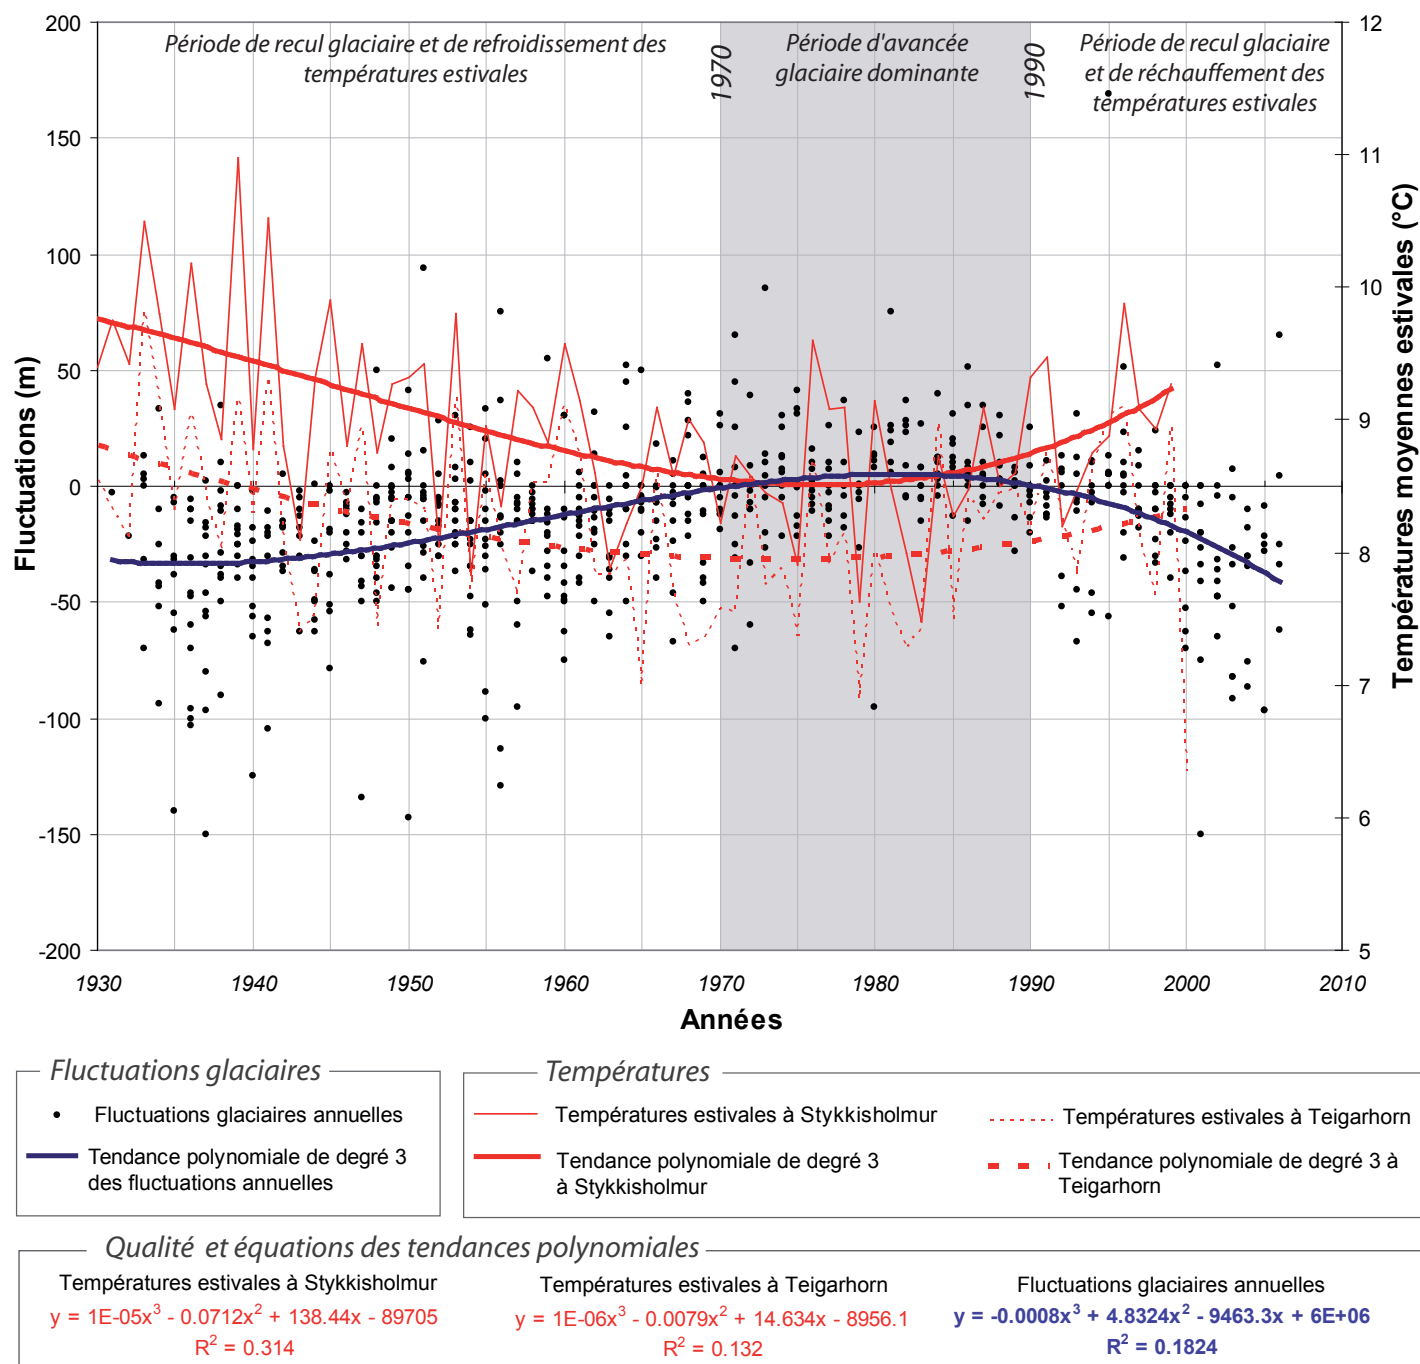 Période de recul glaciaire et de refroidissement des
températures estivales
1970
Période d'avancée
glaciaire dominante
1990
Période de recul glaciaire
et de réchauffement des
températures estivales
200
150
100
50
0
-50
-100
-150
-200
Fluctuations (m)
12
11
10
9
8
7
6
5
Températures moyennes estivales (°C)
1930 1940 1950 1960 1970 1980 1990 2000 2010
Années
Fluctuations glaciaires
Fluctuations glaciaires annuelles
Tendance polynomiale de degré 3
des fluctuations annuelles
Températures
Températures estivales à Stykkisholmur
Tendance polynomiale de degré 3
à Stykkisholmur
Températures estivales à Teigarhorn
Tendance polynomiale de degré 3 à
Teigarhorn
Qualité et équations des tendances polynomiales
Températures estivales à Stykkisholmur
y = 1E-05x³ - 0.0712x² + 138.44x - 89705
R² = 0.314
Températures estivales à Teigarhorn
y = 1E-06x³ - 0.0079x² + 14.634x - 8956.1
R² = 0.132
Fluctuations glaciaires annuelles
y = -0.0008x³ + 4.8324x² - 9463.3x + 6E+06
R² = 0.1824